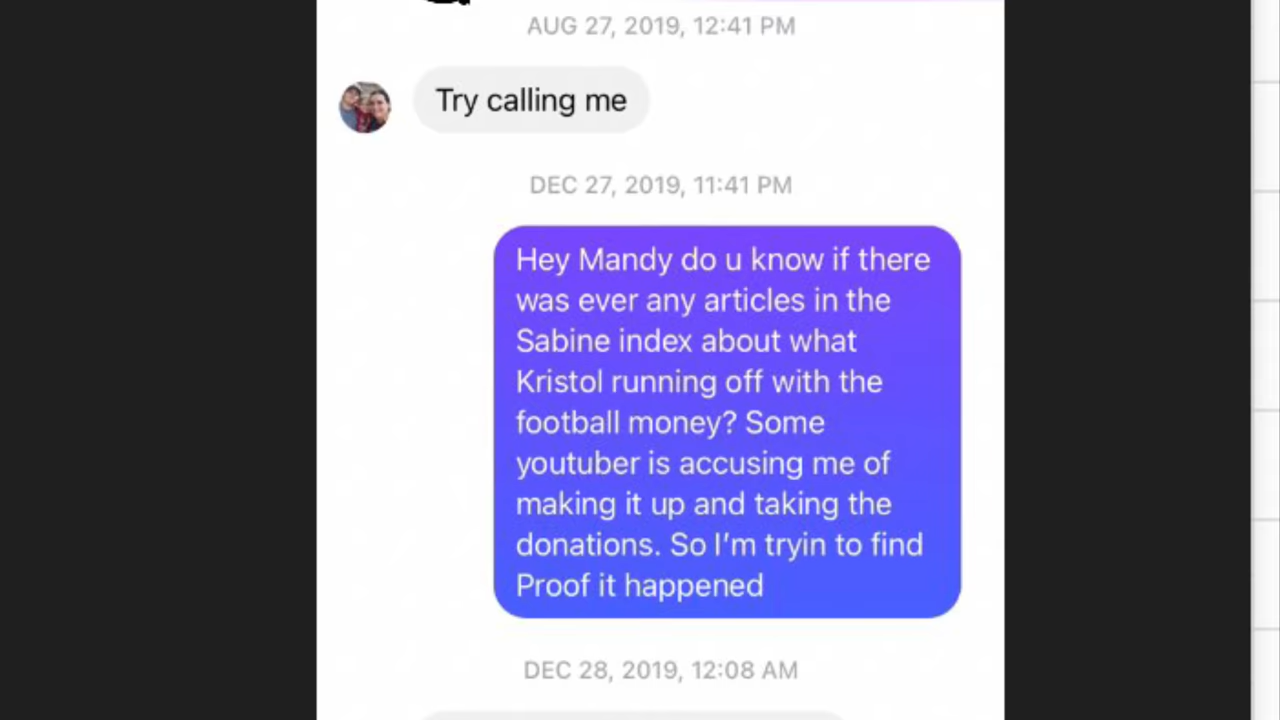 AUG 27, 2019, 12:41 PM
Try calling me
DEC 27, 2019, 11:41 PM
Hey Mandy do u know if there
was ever any articles in the
Sabine index about what
Kristol running off with the
football money? Some
youtuber is accusing me of
making it up and taking the
donations. So I'm tryin to find
Proof it happened
DEC 28, 2019, 12:08 AM